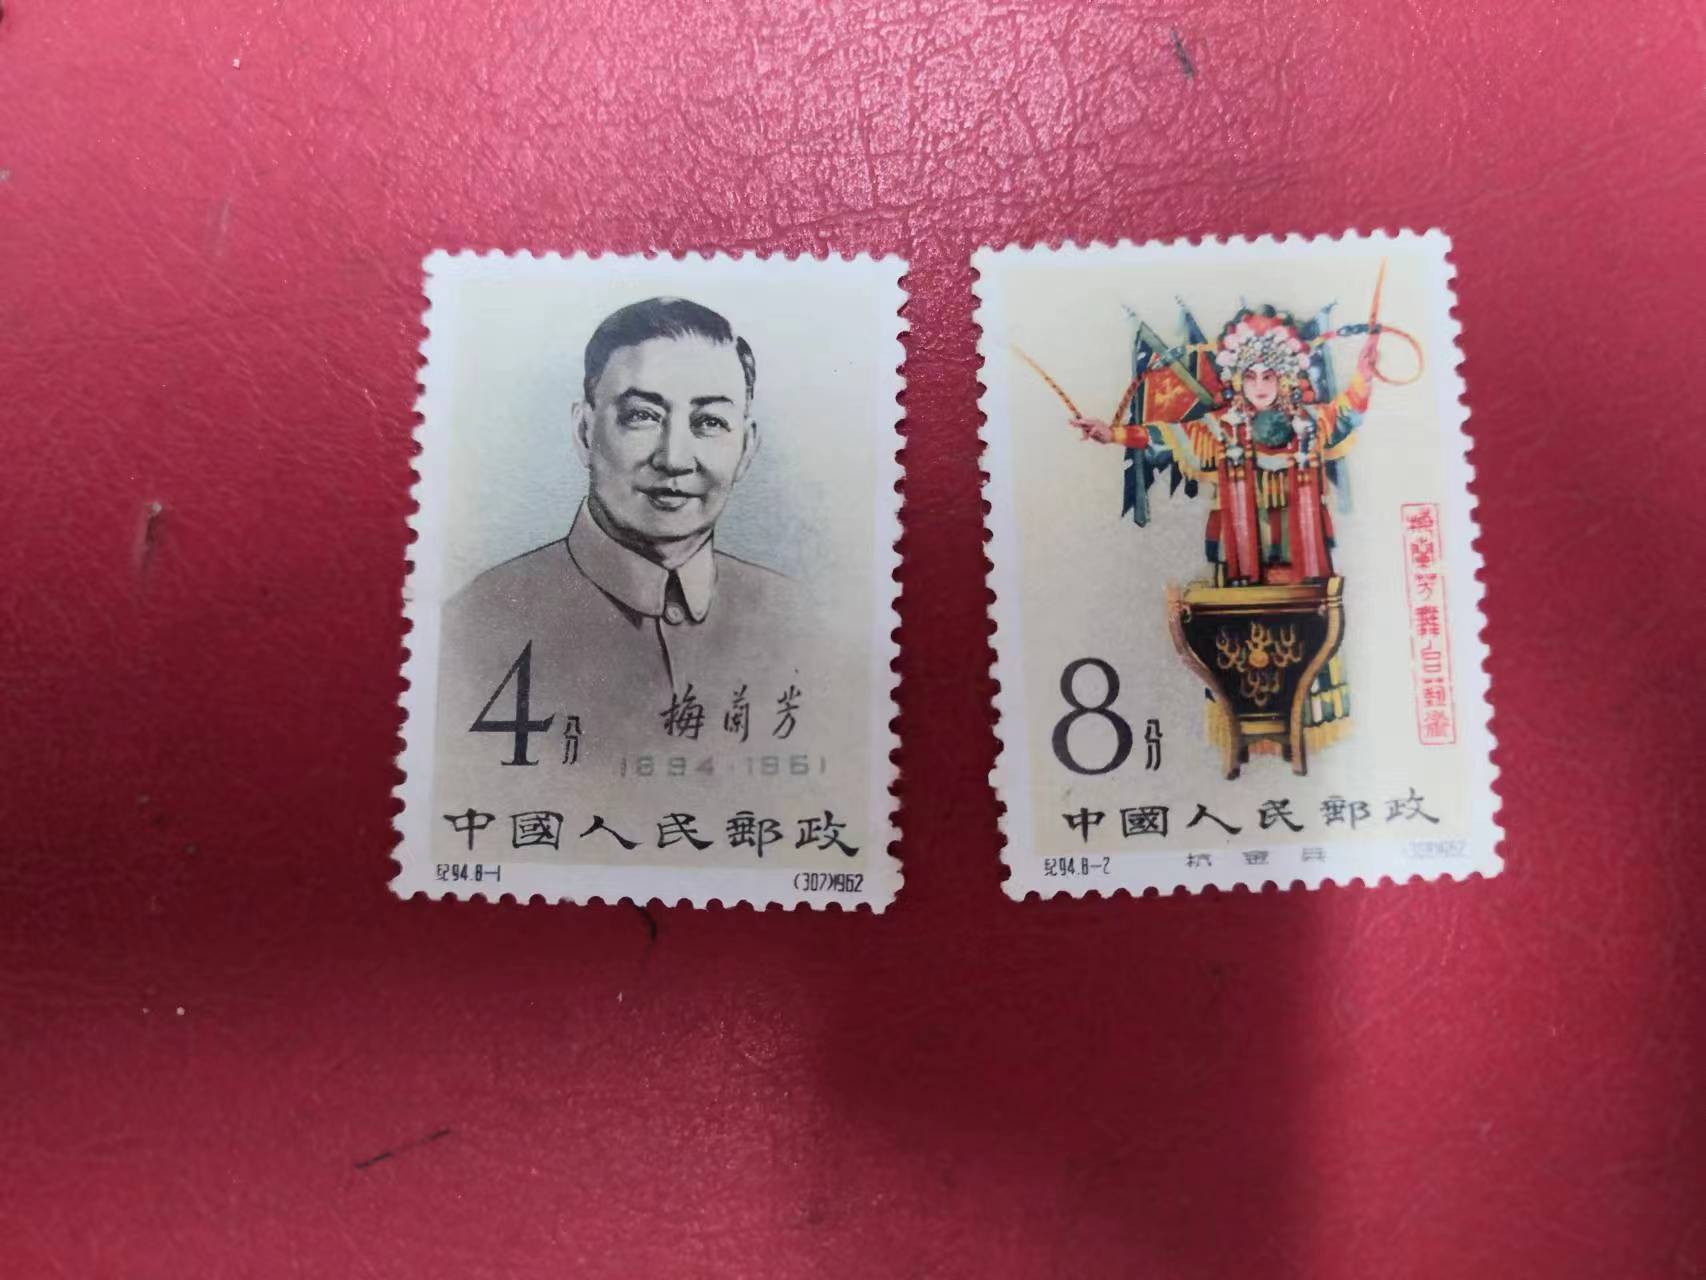 4分
梅蘭芳
1894-1961
中國人民郵政
紀94.8-1
(307)1962
梅蘭芳舞台藝術
8分
中國人民郵政
紀94.8-2
抗金兵
(308)1962